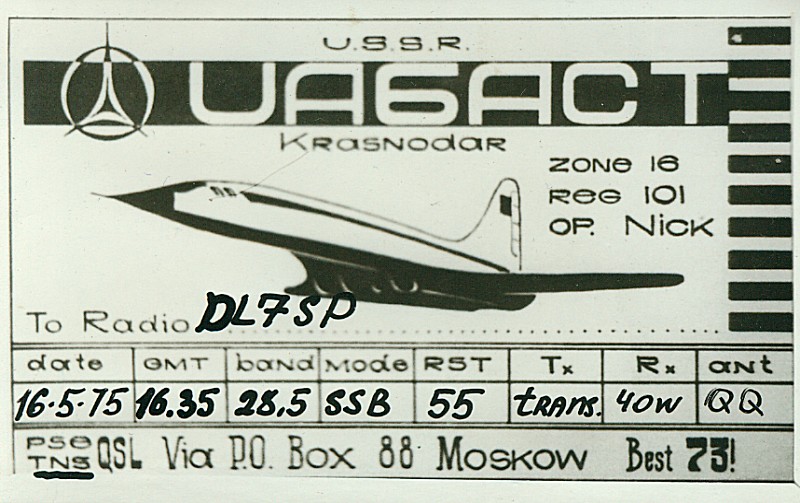 U.S.S.R.
UA6ACT
KRASNODAR
ZONE 16
REG 101
OP. NICK
To Radio DL7SP
date GMT baNd Mode RST Tx Rx aNt
16-5-75 16.35 28,5 SSB 55 tRANS. 40W QQ
PSe TNS QSL Via P.O. Box 88 Moskow Best 73!